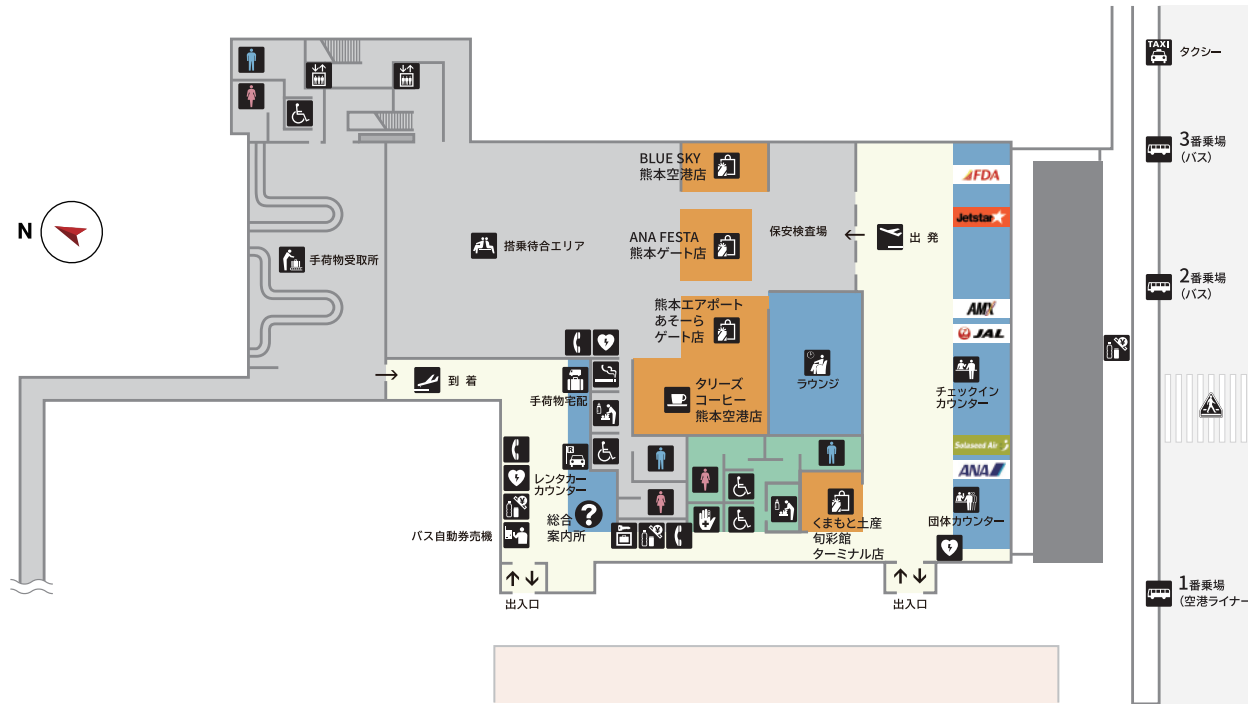 N
BLUE SKY
熊本空港店
ANA FESTA
熊本ゲート店
保安検査場
出 発
手荷物受取所
搭乗待合エリア
熊本エアポート
あそーら
ゲート店
ラウンジ
タリーズ
コーヒー
熊本空港店
到 着
手荷物宅配
R
レンタカー
カウンター
総合
案内所
?
バス自動券売機
くまもと土産
旬彩館
ターミナル店
出入口
出入口
FDA
Jetstar
AMX
JAL
チェックイン
カウンター
Solaseed Air
ANA
団体カウンター
TAXI
タクシー
3番乗場
(バス)
2番乗場
(バス)
1番乗場
(空港ライナー